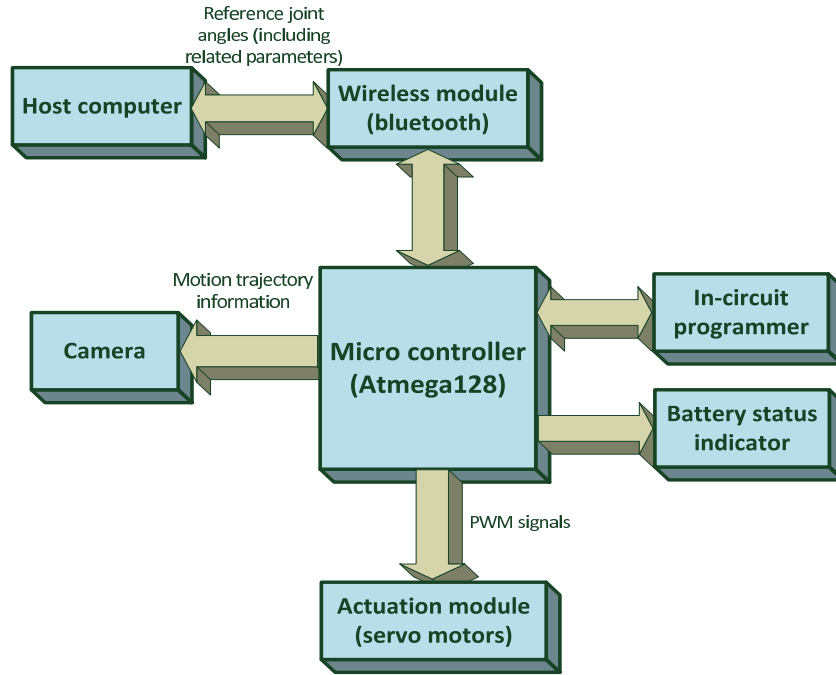 Reference joint
angles (including
related parameters)
Host computer
Wireless module
(bluetooth)
Motion trajectory
information
Camera
Micro controller
(Atmega128)
In-circuit
programmer
Battery status
indicator
PWM signals
Actuation module
(servo motors)